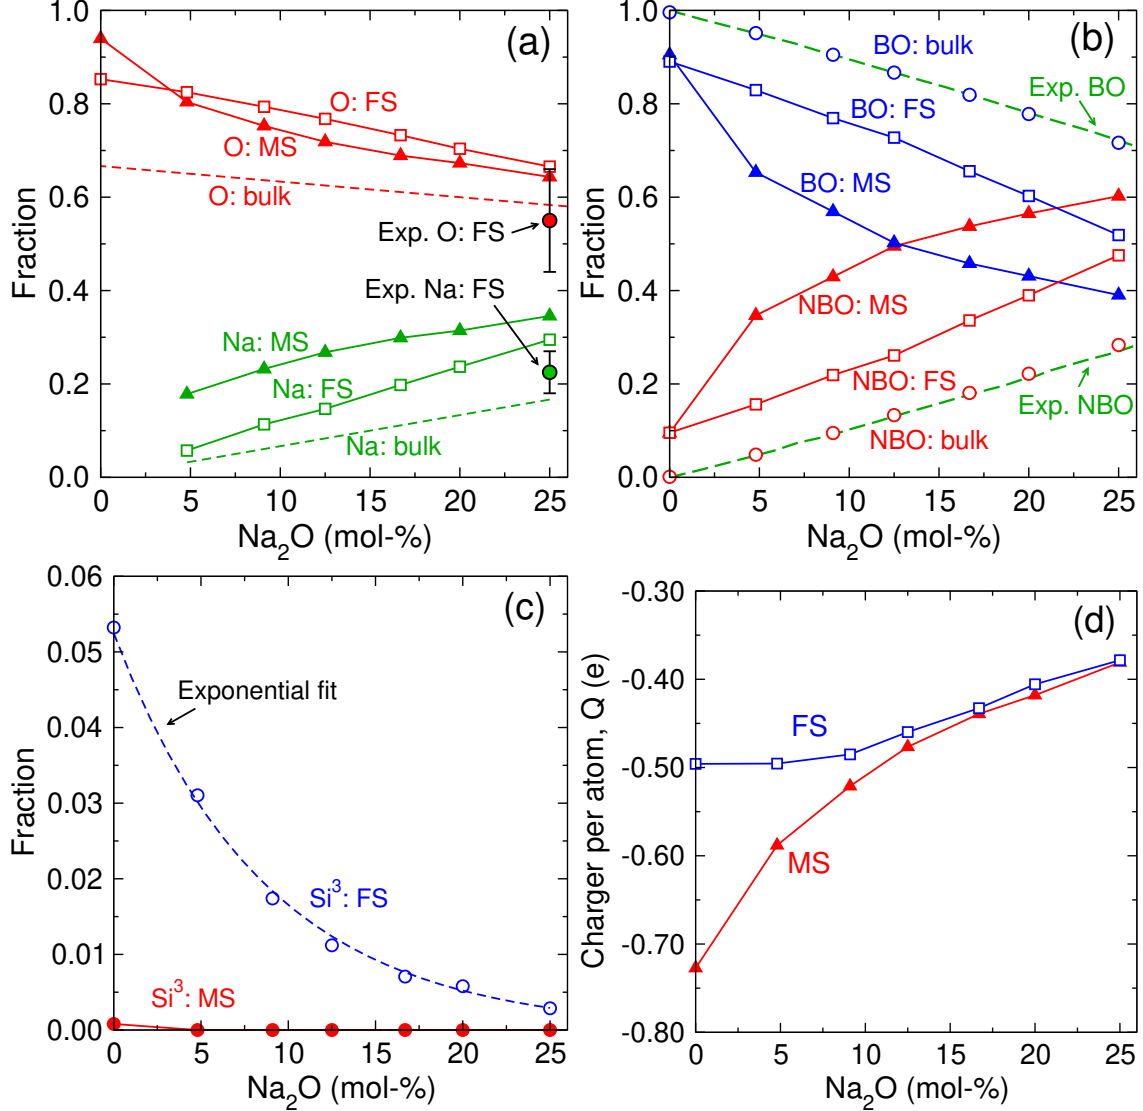 (a)
O: FS
O: MS
O: bulk
Exp. O: FS
Exp. Na: FS
Na: MS
Na: FS
Na: bulk
Fraction
1.0
0.8
0.6
0.4
0.2
0.0
0 5 10 15 20 25
Na2O (mol-%)
(b)
BO: bulk
Exp. BO
BO: FS
BO: MS
NBO: MS
NBO: FS
Exp. NBO
NBO: bulk
Fraction
1.0
0.8
0.6
0.4
0.2
0.0
0 5 10 15 20 25
Na2O (mol-%)
(c)
Exponential fit
Si3: FS
Si3: MS
Fraction
0.06
0.05
0.04
0.03
0.02
0.01
0.00
0 5 10 15 20 25
Na2O (mol-%)
(d)
FS
MS
Charger per atom, Q (e)
-0.30
-0.40
-0.50
-0.60
-0.70
-0.80
0 5 10 15 20 25
Na2O (mol-%)